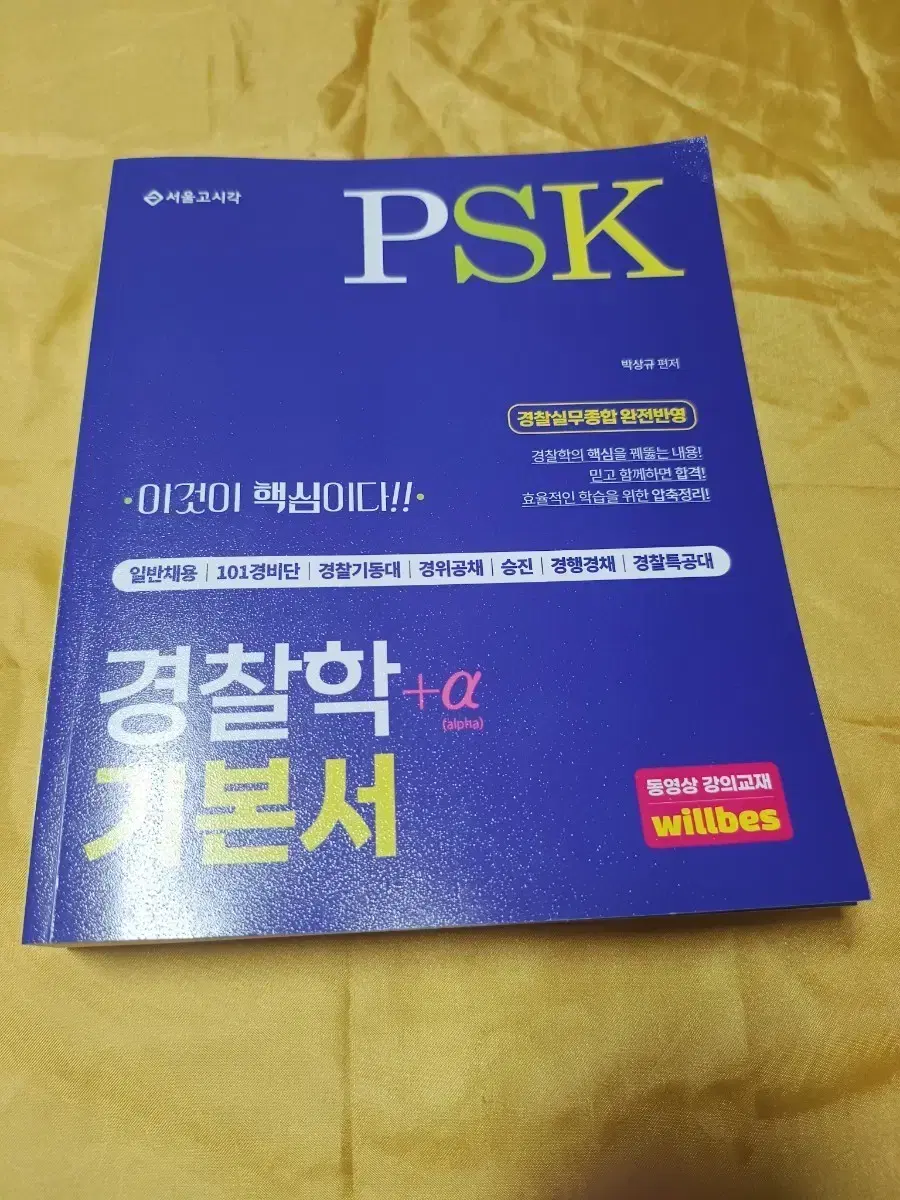 서울고시각
PSK
박상규 편저
경찰실무종합 완전반영
경찰학의 핵심을 꿰뚫는 내용!
믿고 함께하면 합격!
효율적인 학습을 위한 압축정리!
이것이 핵심이다!!
일반채용 | 101경비단 | 경찰기동대 | 경위공채 | 승진 | 경행경채 | 경찰특공대
경찰학 +α
(alpha)
기본서
동영상 강의교재
willbes